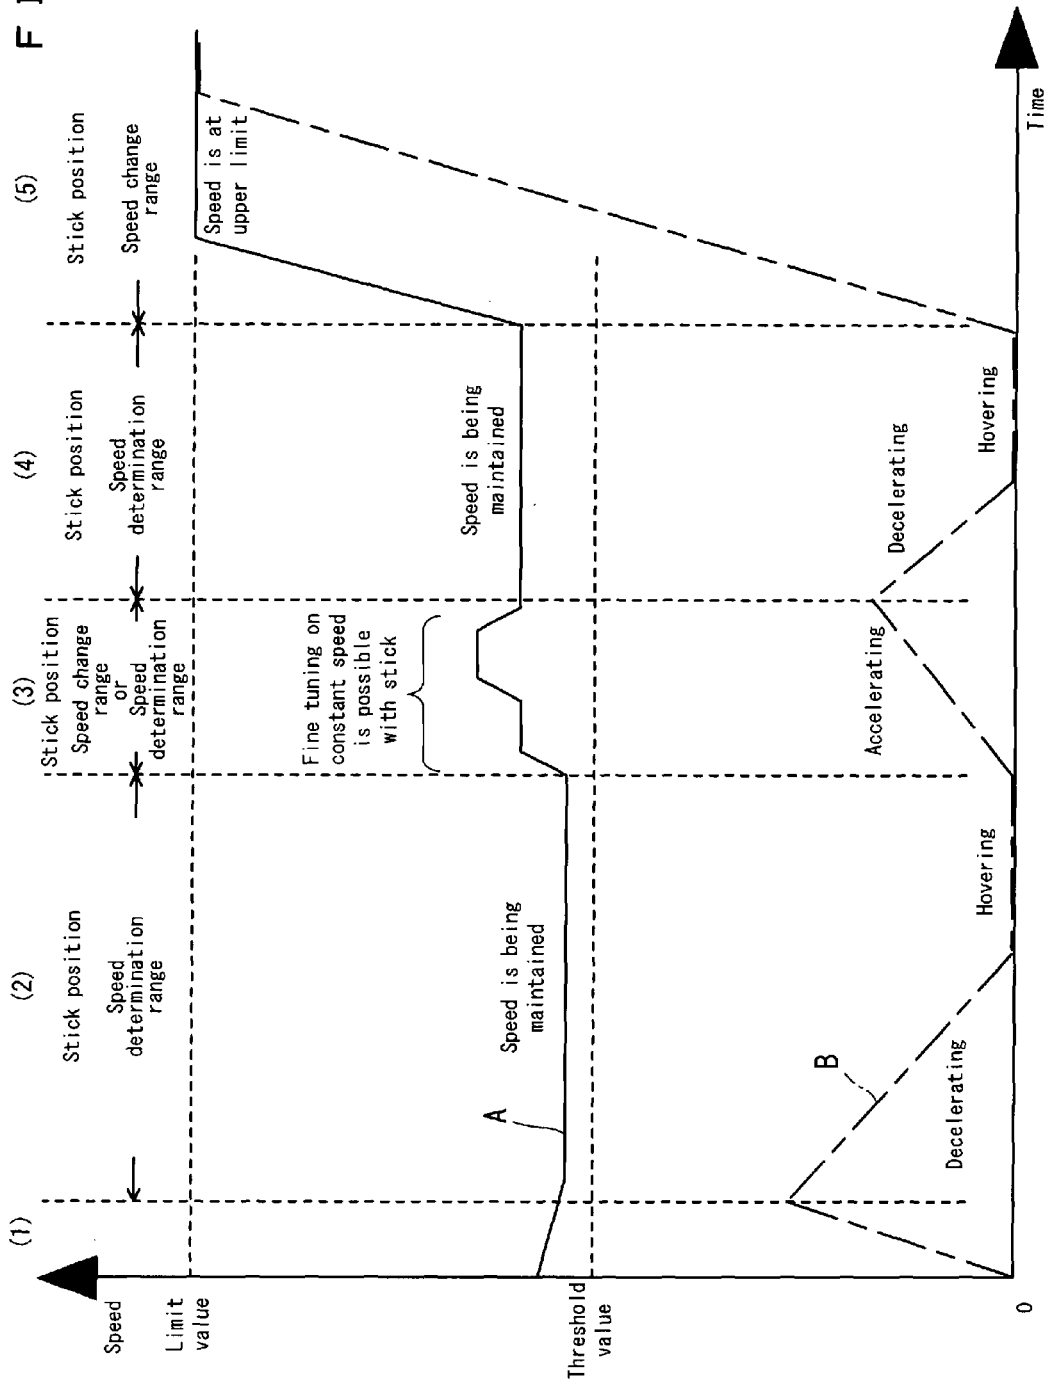 F I
(1)
(2)
Stick position
Speed
determination
range
(3)
Stick position
Speed change
range
or
Speed
determination
range
(4)
Stick position
Speed
determination
range
(5)
Stick position
Speed change
range
Speed
Limit
value
Threshold
value
0
Time
A
B
Speed is being
maintained
Fine tuning on
constant speed
is possible
with stick
Speed is being
maintained
Speed is at
upper limit
Decelerating
Hovering
Accelerating
Decelerating
Hovering